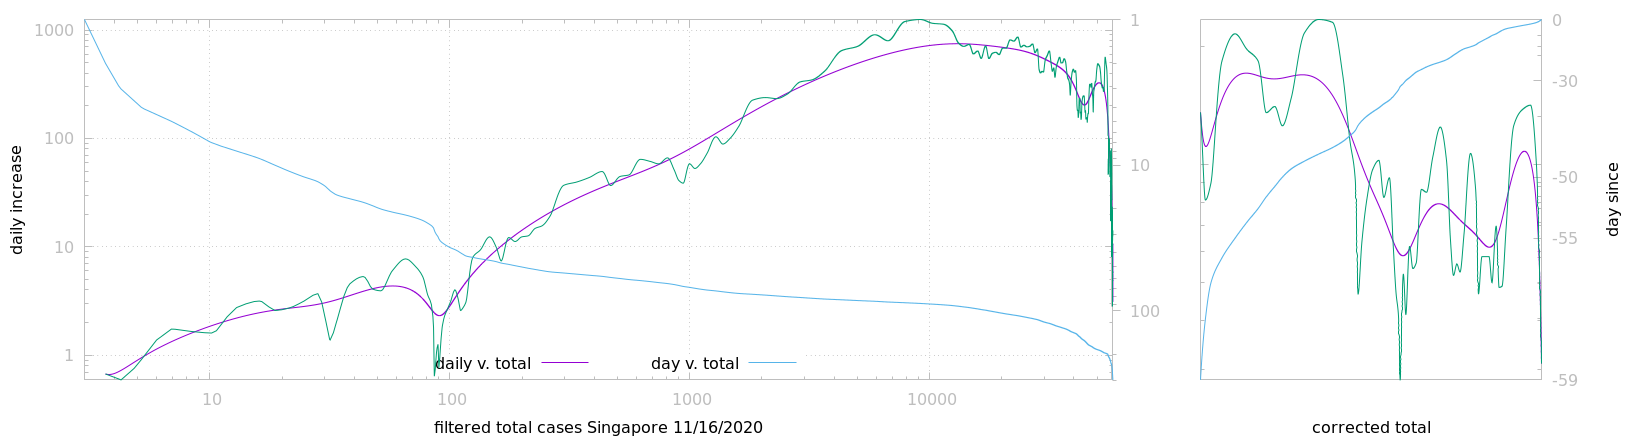 1000
100
10
1
daily increase
10
100
1000
10000
1
10
100
daily v. total
day v. total
filtered total cases Singapore 11/16/2020
0
-30
-50
-55
-59
day since
corrected total